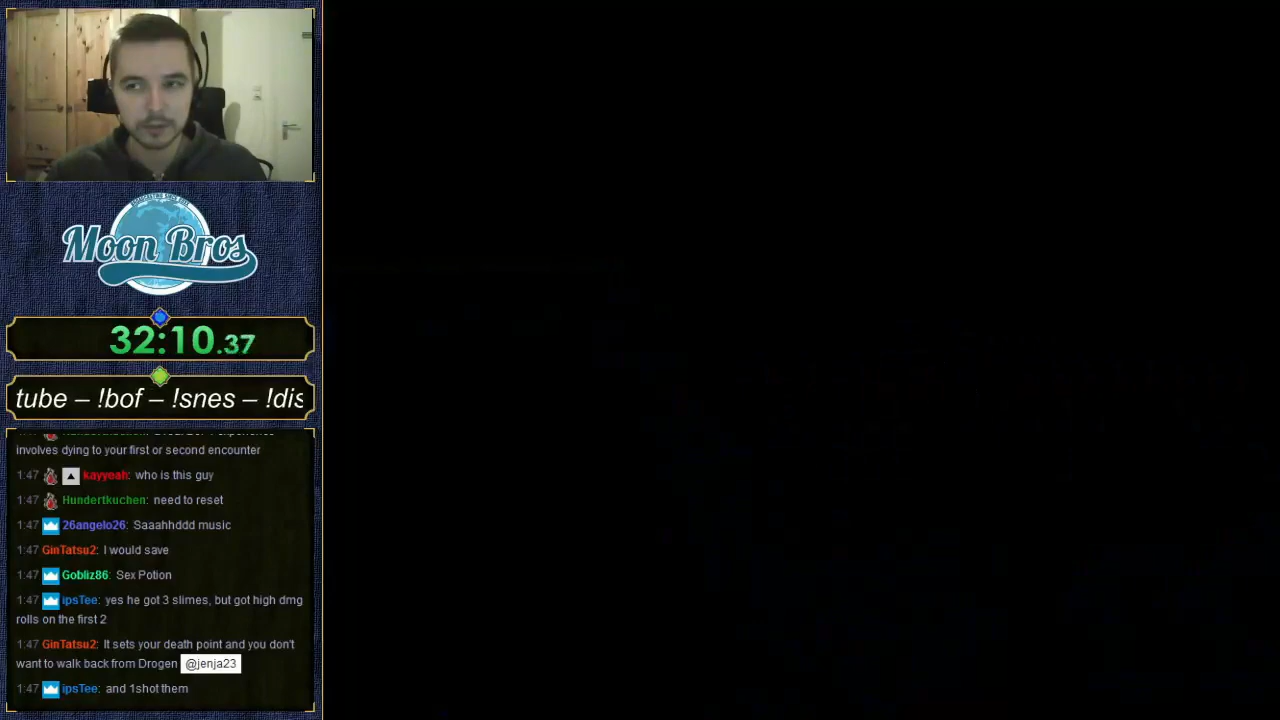 Moon Bros
32:10.37
tube – !bof – !snes – !dis
involves dying to your first or second encounter
1:47 kayyeah: who is this guy
1:47 Hundertkuchen: need to reset
1:47 26angelo26: Saaahhddd music
1:47 GinTatsu2: I would save
1:47 Gobliz86: Sex Potion
1:47 ipsTee: yes he got 3 slimes, but got high dmg
rolls on the first 2
1:47 GinTatsu2: It sets your death point and you don't
want to walk back from Drogen @jenja23
1:47 ipsTee: and 1shot them